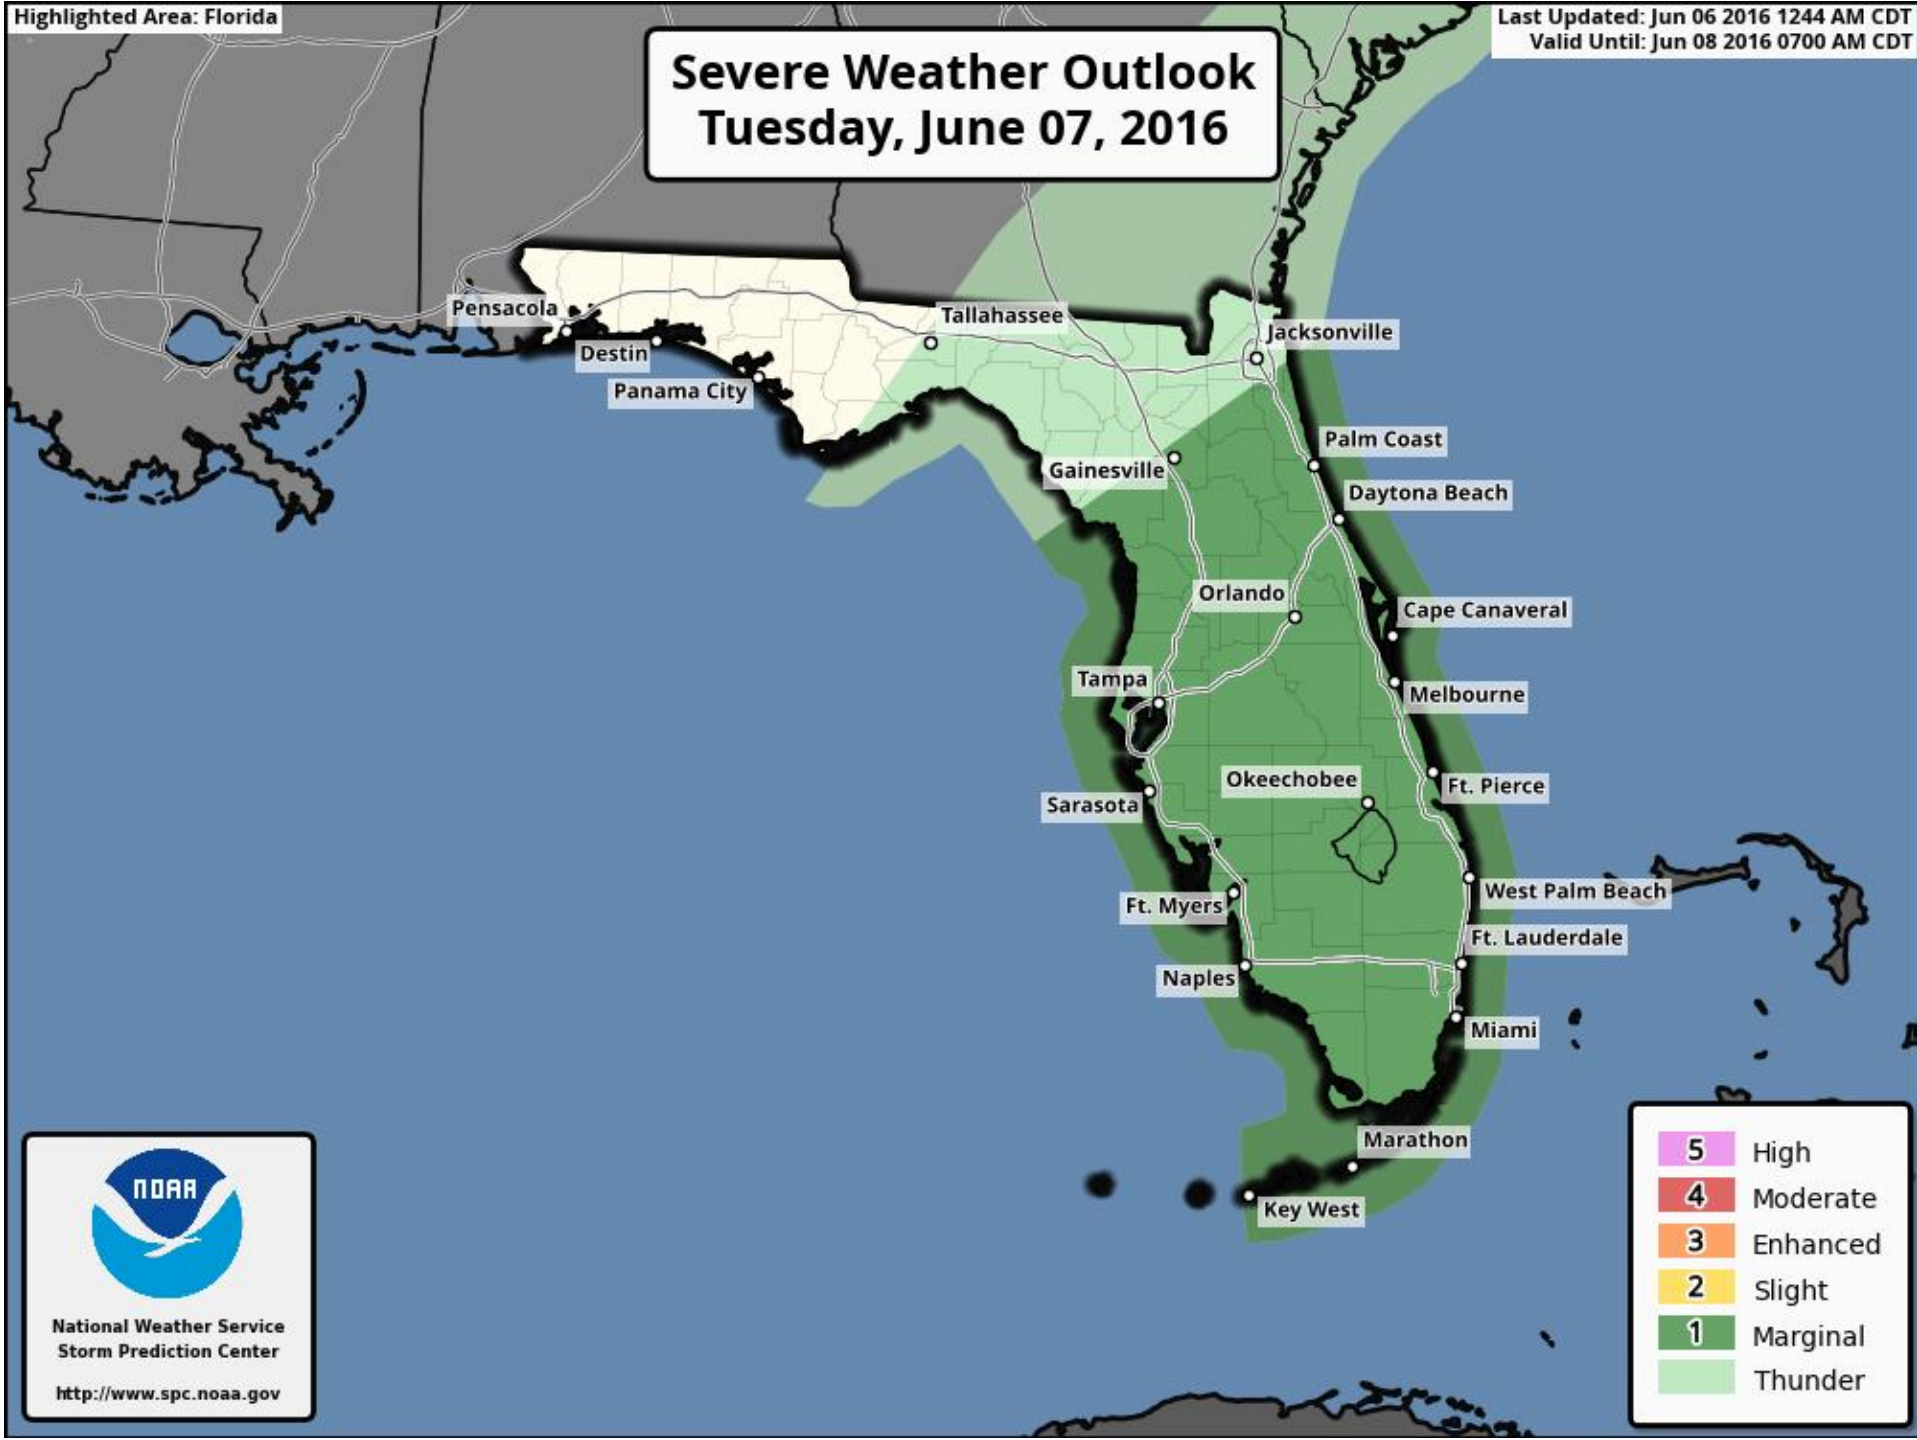 Highlighted Area: Florida
Last Updated: Jun 06 2016 1244 AM CDT
Valid Until: Jun 08 2016 0700 AM CDT
Severe Weather Outlook
Tuesday, June 07, 2016
Pensacola
Tallahassee
Jacksonville
Destin
Panama City
Palm Coast
Gainesville
Daytona Beach
Orlando
Cape Canaveral
Tampa
Melbourne
Okeechobee
Ft. Pierce
Sarasota
West Palm Beach
Ft. Myers
Ft. Lauderdale
Naples
Miami
Marathon
Key West
NOAA
National Weather Service
Storm Prediction Center
http://www.spc.noaa.gov
5 High
4 Moderate
3 Enhanced
2 Slight
1 Marginal
Thunder